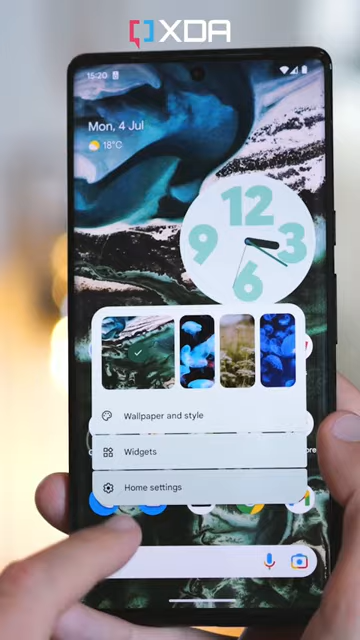 XDA
15:20
Mon, 4 Jul
18°C
12
9 3
6
Wallpaper and style
Widgets
Home settings